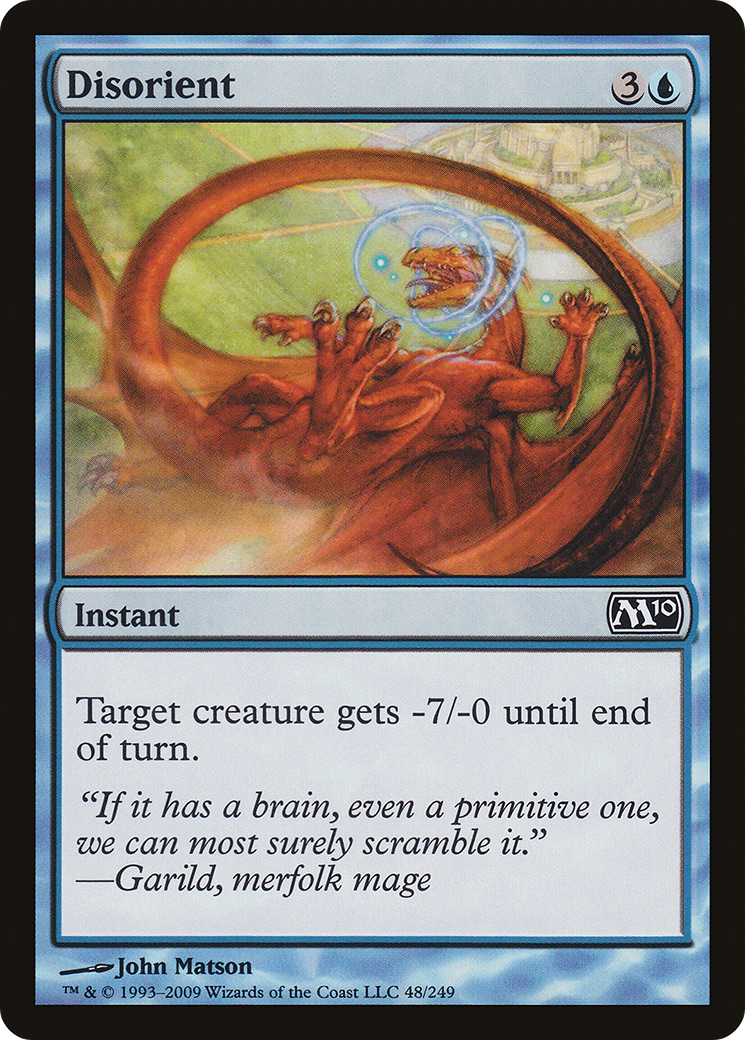 Disorient 3
Instant M10
Target creature gets -7/-0 until end
of turn.
“If it has a brain, even a primitive one,
we can most surely scramble it.”
—Garild, merfolk mage
John Matson
™ & © 1993–2009 Wizards of the Coast LLC 48/249